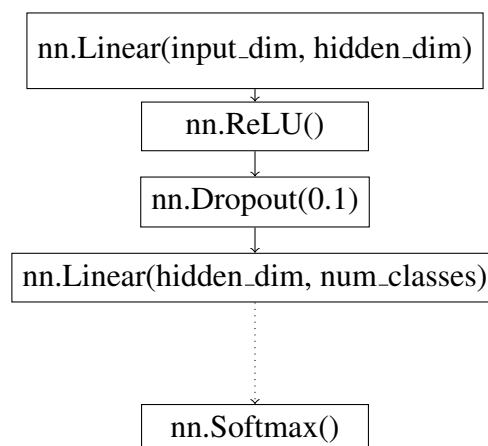 nn.Linear(input_dim, hidden_dim)
nn.ReLU()
nn.Dropout(0.1)
nn.Linear(hidden_dim, num_classes)
nn.Softmax()